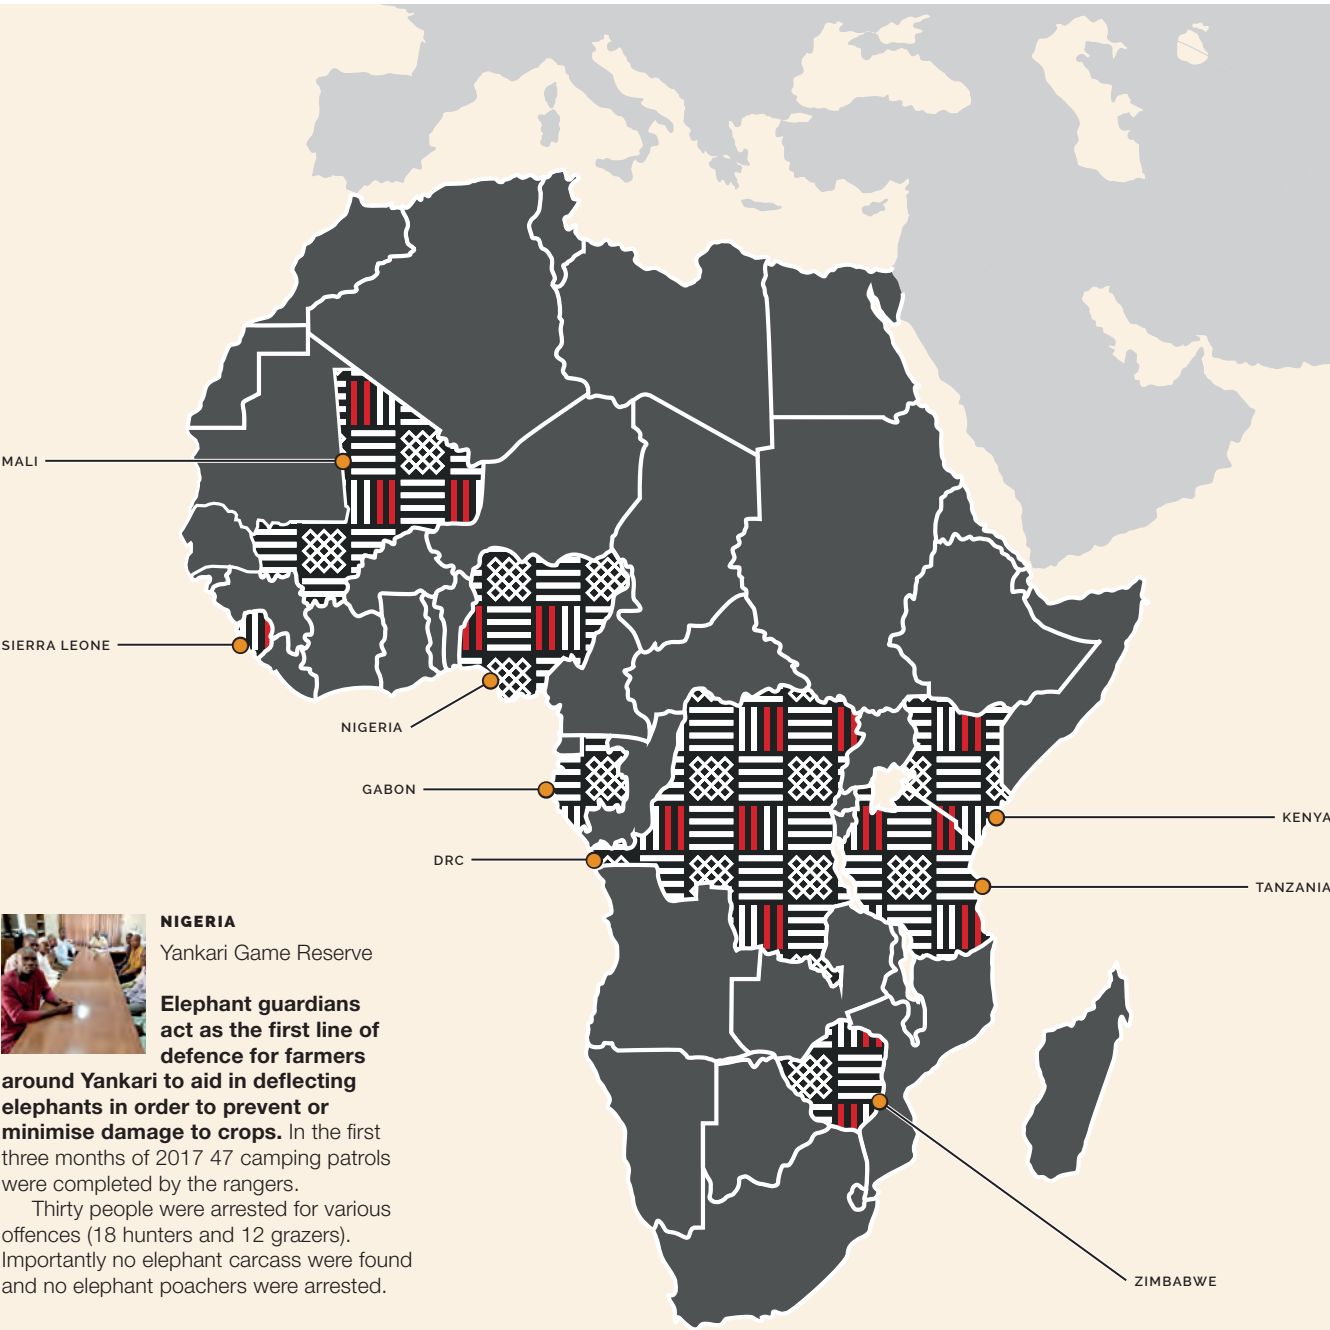 MALI
SIERRA LEONE
NIGERIA
GABON
KENYA
DRC
TANZANIA
NIGERIA
Yankari Game Reserve
Elephant guardians
act as the first line of
defence for farmers
around Yankari to aid in deflecting
elephants in order to prevent or
minimise damage to crops. In the first
three months of 2017 47 camping patrols
were completed by the rangers.
Thirty people were arrested for various
offences (18 hunters and 12 grazers).
Importantly no elephant carcass were found
and no elephant poachers were arrested.
ZIMBABWE